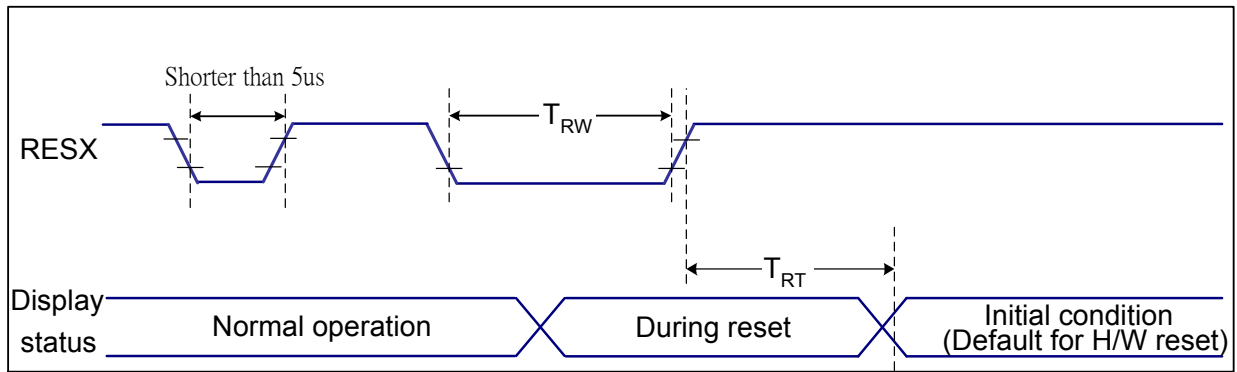 Shorter than 5us
RESX
TRW
TRT
Display
status
Normal operation
During reset
Initial condition
(Default for H/W reset)